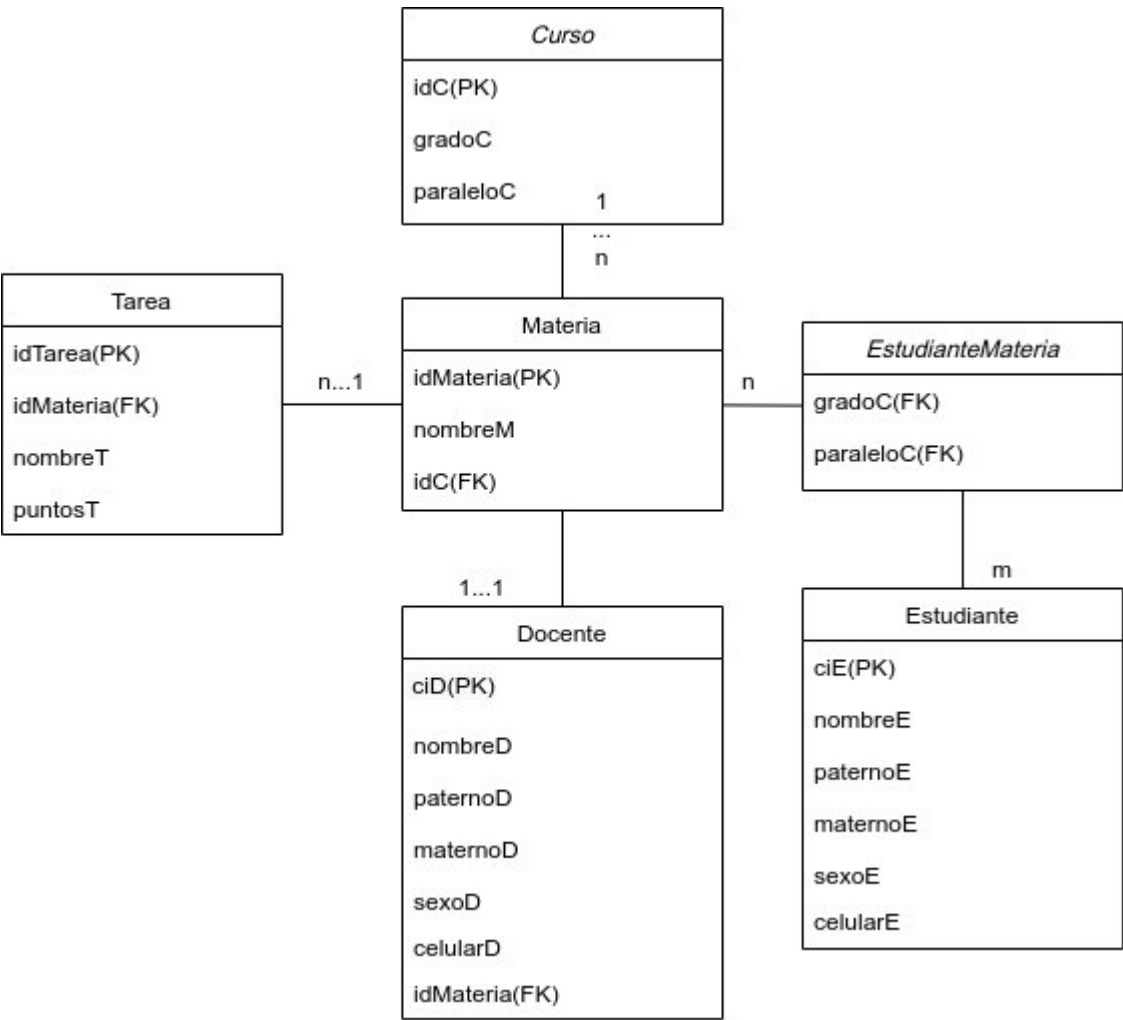 Curso
idC(PK)
gradoC
paraleloC
1
...
n
Tarea
idTarea(PK)
idMateria(FK)
nombreT
puntosT
n...1
Materia
idMateria(PK)
nombreM
idC(FK)
n
EstudianteMateria
gradoC(FK)
paraleloC(FK)
1...1
m
Docente
ciD(PK)
nombreD
paternoD
maternoD
sexoD
celularD
idMateria(FK)
Estudiante
ciE(PK)
nombreE
paternoE
maternoE
sexoE
celularE